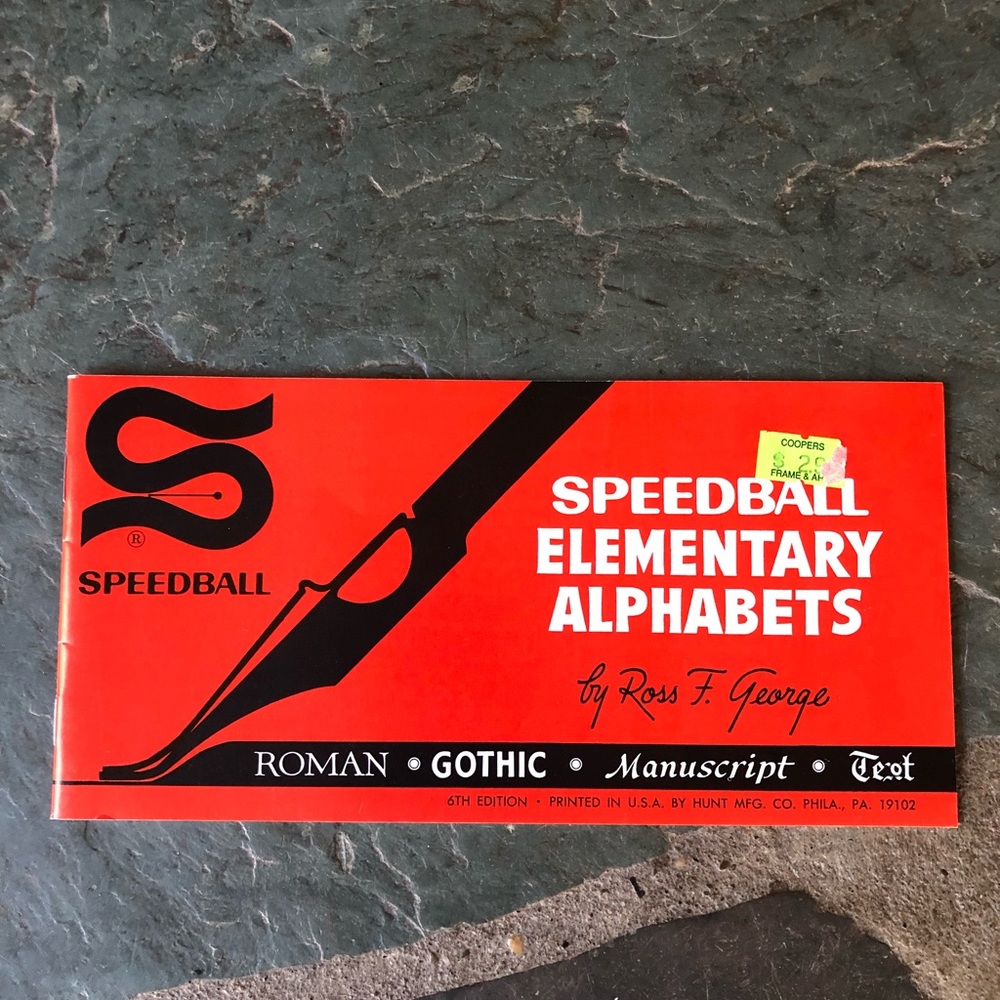 ®
SPEEDBALL
COOPERS
$
FRAME &
SPEEDBALL
ELEMENTARY
ALPHABETS
by Ross F. George
ROMAN • GOTHIC • Manuscript • Text
6TH EDITION • PRINTED IN U.S.A. BY HUNT MFG. CO. PHILA., PA. 19102